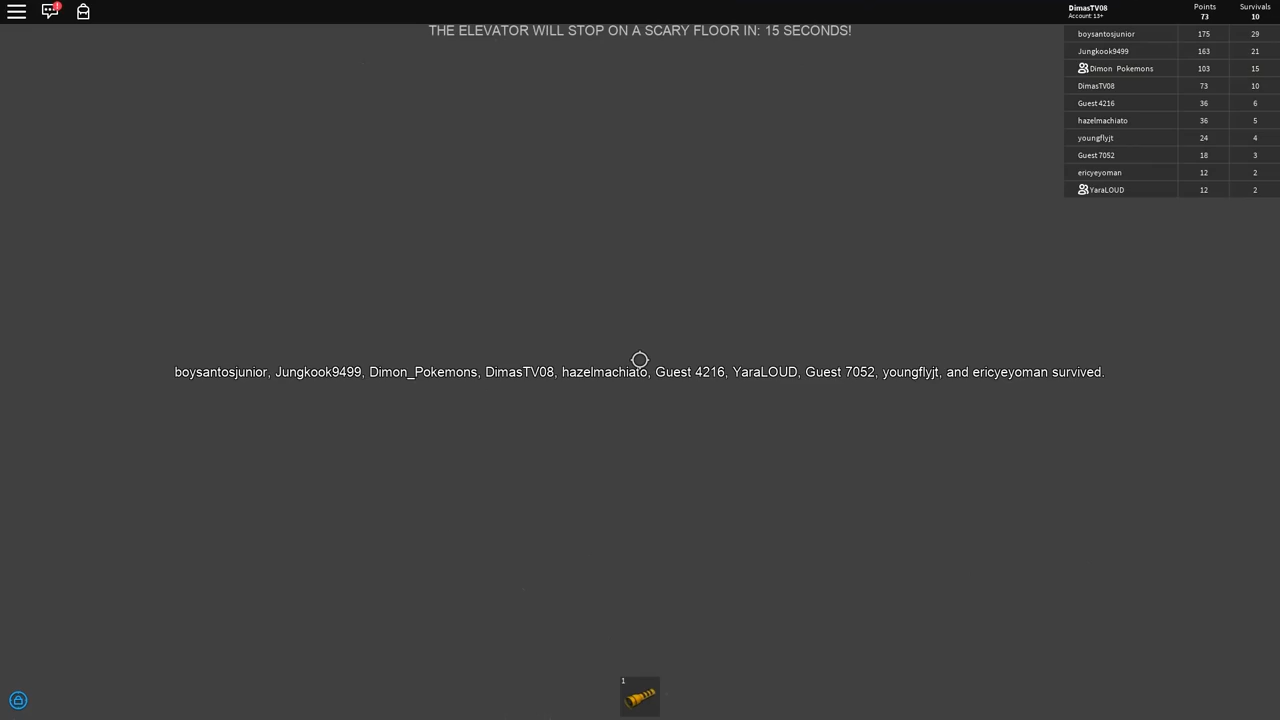 DimasTV08 Points Survivals
Account: 13+ 73 10
THE ELEVATOR WILL STOP ON A SCARY FLOOR IN: 15 SECONDS!
boysantosjunior 175 29
Jungkook9499 163 21
Dimon_Pokemons 103 15
DimasTV08 73 10
Guest 4216 36 6
hazelmachiato 36 5
youngflyjt 24 4
Guest 7052 18 3
ericyeyoman 12 2
YaraLOUD 12 2
boysantosjunior, Jungkook9499, Dimon_Pokemons, DimasTV08, hazelmachiato, Guest 4216, YaraLOUD, Guest 7052, youngflyjt, and ericyeyoman survived.
1